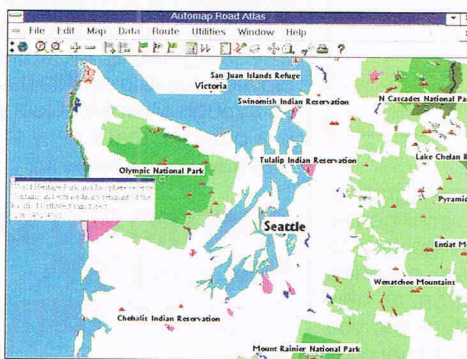 Automap Road Atlas
File Edit Map Data Route Utilities Window Help
San Juan Islands Refuge
Victoria
N Cascades National Pa
Swinomish Indian Reservation
Lake Chelan R
Tulalip Indian Reservation
Olympic National Park
Pyramid
Seattle
Entiat M
Wenatchee Mountains
Chehalis Indian Reservation
Mount Rainier National Park